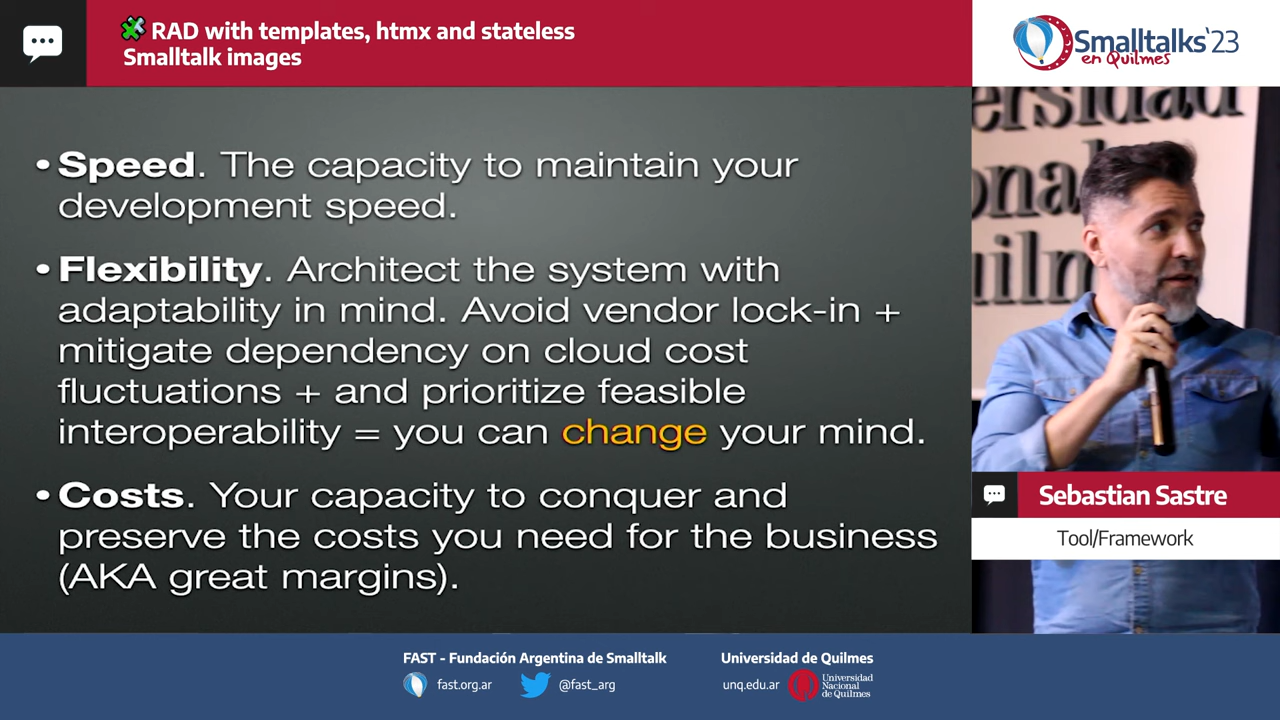 RAD with templates, htmx and stateless
Smalltalk images
Smalltalks'23
en Quilmes
• Speed. The capacity to maintain your
development speed.
• Flexibility. Architect the system with
adaptability in mind. Avoid vendor lock-in +
mitigate dependency on cloud cost
fluctuations + and prioritize feasible
interoperability = you can change your mind.
• Costs. Your capacity to conquer and
preserve the costs you need for the business
(AKA great margins).
Sebastian Sastre
Tool/Framework
FAST - Fundación Argentina de Smalltalk
fast.org.ar
@fast_arg
Universidad de Quilmes
unq.edu.ar
Universidad
Nacional
de Quilmes